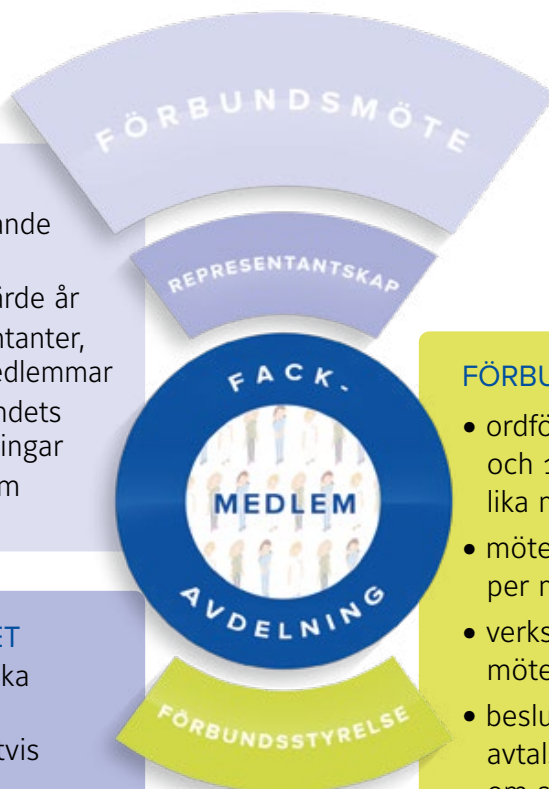 FÖRBUNDSMÖTE
REPRESENTANTSKAP
FACK-
MEDLEM
AVDELNING
FÖRBUNDSSTYRELSE
ande
ärde år
ntanter,
edlemmar
ndets
ingar
m
ET
ka
tvis
FÖRBU
• ordfö
och 1
lika m
• möte
per m
• verks
möte
• beslu
avtal